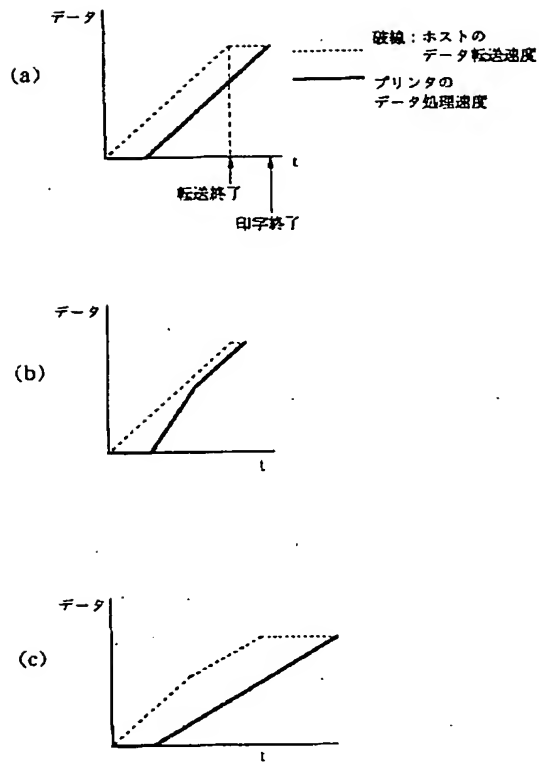 データ
破線：ホストの
データ転送速度
(a)
プリンタの
データ処理速度
t
転送終了
印字終了
データ
(b)
t
データ
(c)
t